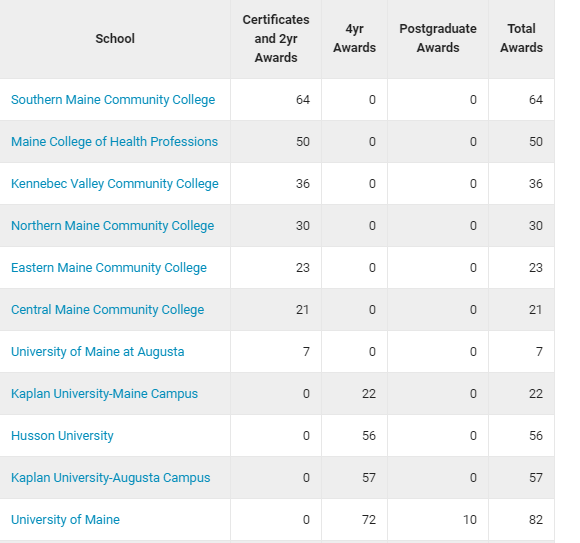 School Certificates and 2yr Awards 4yr Awards Postgraduate Awards Total Awards
Southern Maine Community College 64 0 0 64
Maine College of Health Professions 50 0 0 50
Kennebec Valley Community College 36 0 0 36
Northern Maine Community College 30 0 0 30
Eastern Maine Community College 23 0 0 23
Central Maine Community College 21 0 0 21
University of Maine at Augusta 7 0 0 7
Kaplan University-Maine Campus 0 22 0 22
Husson University 0 56 0 56
Kaplan University-Augusta Campus 0 57 0 57
University of Maine 0 72 10 82